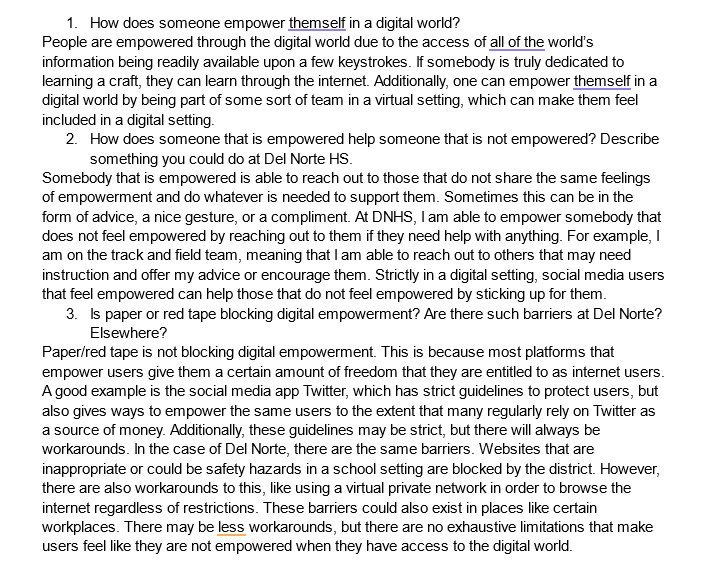 1. How does someone empower themself in a digital world?
People are empowered through the digital world due to the access of all of the world's
information being readily available upon a few keystrokes. If somebody is truly dedicated to
learning a craft, they can learn through the internet. Additionally, one can empower themself in a
digital world by being part of some sort of team in a virtual setting, which can make them feel
included in a digital setting.
2. How does someone that is empowered help someone that is not empowered? Describe
something you could do at Del Norte HS.
Somebody that is empowered is able to reach out to those that do not share the same feelings
of empowerment and do whatever is needed to support them. Sometimes this can be in the
form of advice, a nice gesture, or a compliment. At DNHS, I am able to empower somebody that
does not feel empowered by reaching out to them if they need help with anything. For example, I
am on the track and field team, meaning that I am able to reach out to others that may need
instruction and offer my advice or encourage them. Strictly in a digital setting, social media users
that feel empowered can help those that do not feel empowered by sticking up for them.
3. Is paper or red tape blocking digital empowerment? Are there such barriers at Del Norte?
Elsewhere?
Paper/red tape is not blocking digital empowerment. This is because most platforms that
empower users give them a certain amount of freedom that they are entitled to as internet users.
A good example is the social media app Twitter, which has strict guidelines to protect users, but
also gives ways to empower the same users to the extent that many regularly rely on Twitter as
a source of money. Additionally, these guidelines may be strict, but there will always be
workarounds. In the case of Del Norte, there are the same barriers. Websites that are
inappropriate or could be safety hazards in a school setting are blocked by the district. However,
there are also workarounds to this, like using a virtual private network in order to browse the
internet regardless of restrictions. These barriers could also exist in places like certain
workplaces. There may be less workarounds, but there are no exhaustive limitations that make
users feel like they are not empowered when they have access to the digital world.